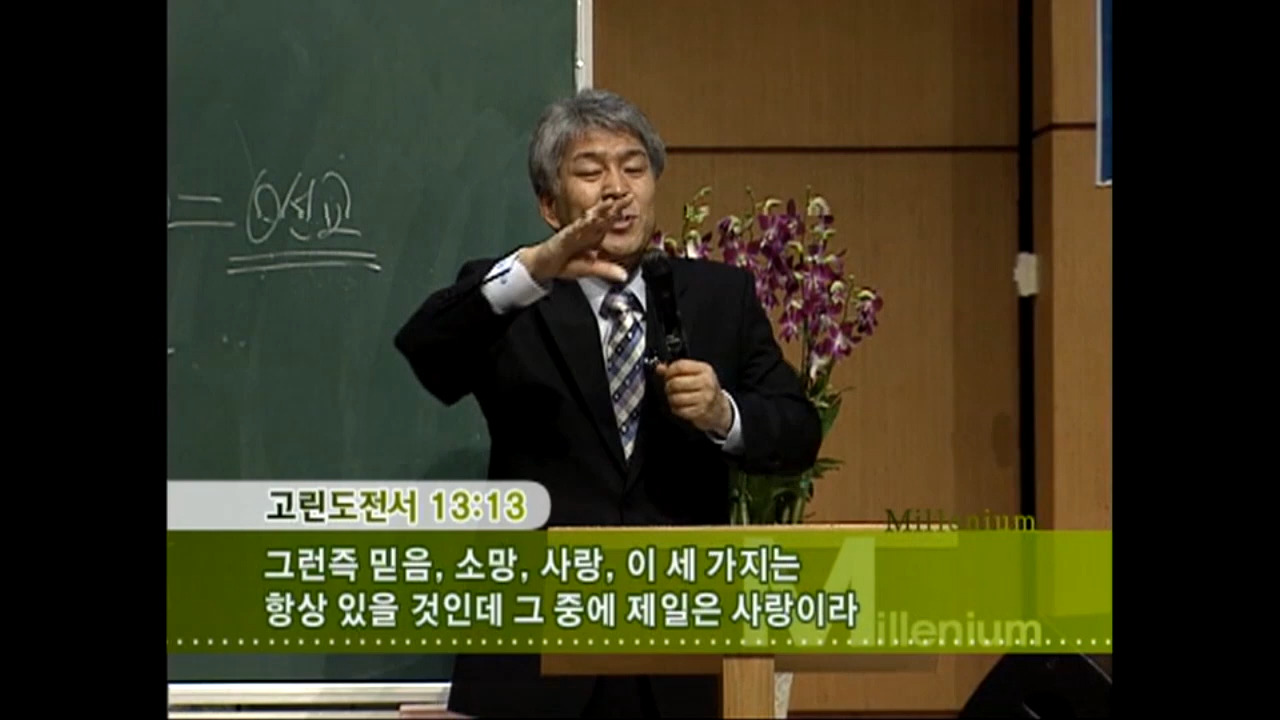 고린도전서 13:13
그런즉 믿음, 소망, 사랑, 이 세 가지는
항상 있을 것인데 그 중에 제일은 사랑이라
Millenium
Millenium